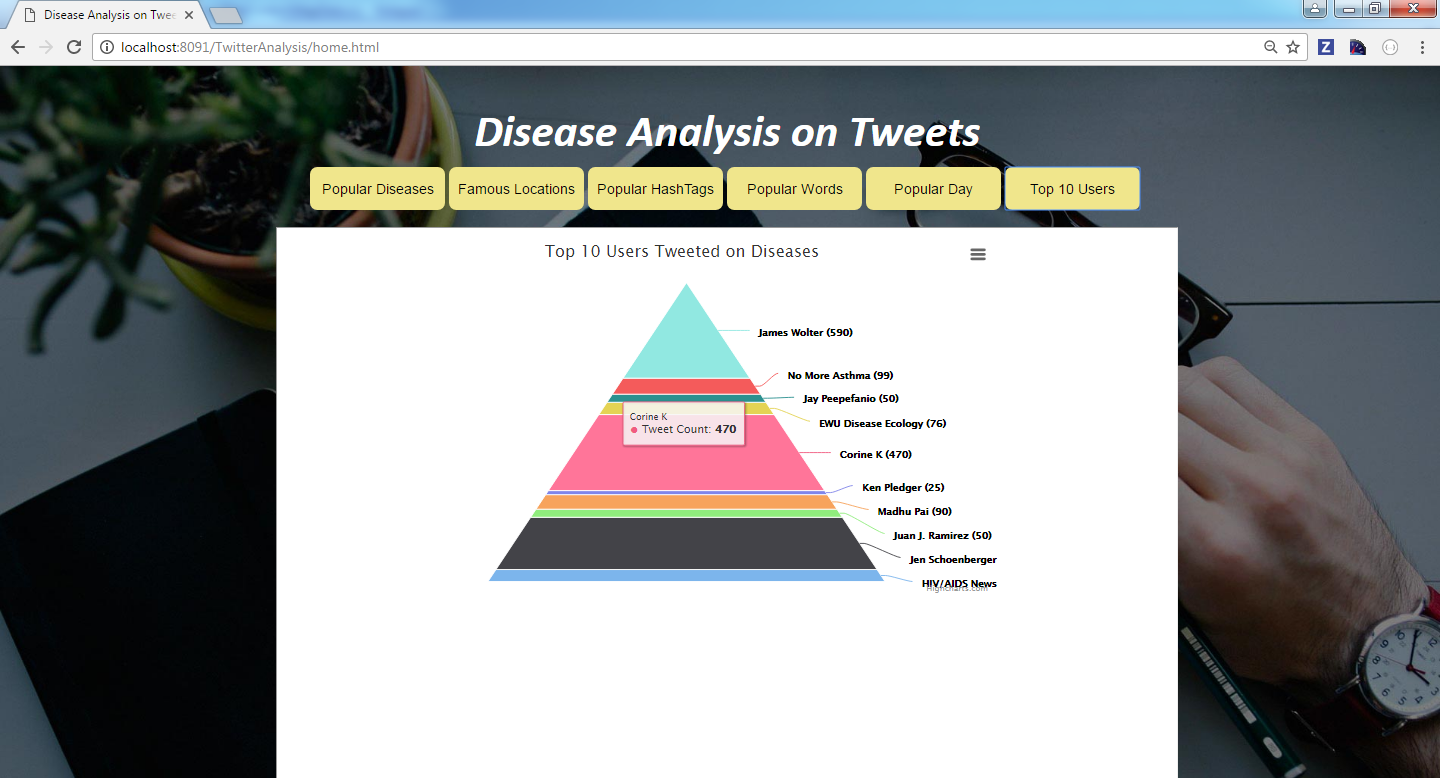 Disease Analysis on Twee
localhost:8091/TwitterAnalysis/home.html
Disease Analysis on Tweets
Popular Diseases
Famous Locations
Popular HashTags
Popular Words
Popular Day
Top 10 Users
Top 10 Users Tweeted on Diseases
James Wolter (590)
No More Asthma (99)
Jay Peepefanio (50)
Corine K
Tweet Count: 470
EWU Disease Ecology (76)
Corine K (470)
Ken Pledger (25)
Madhu Pai (90)
Juan J. Ramirez (50)
Jen Schoenberger
HIV/AIDS News
Highcharts.com